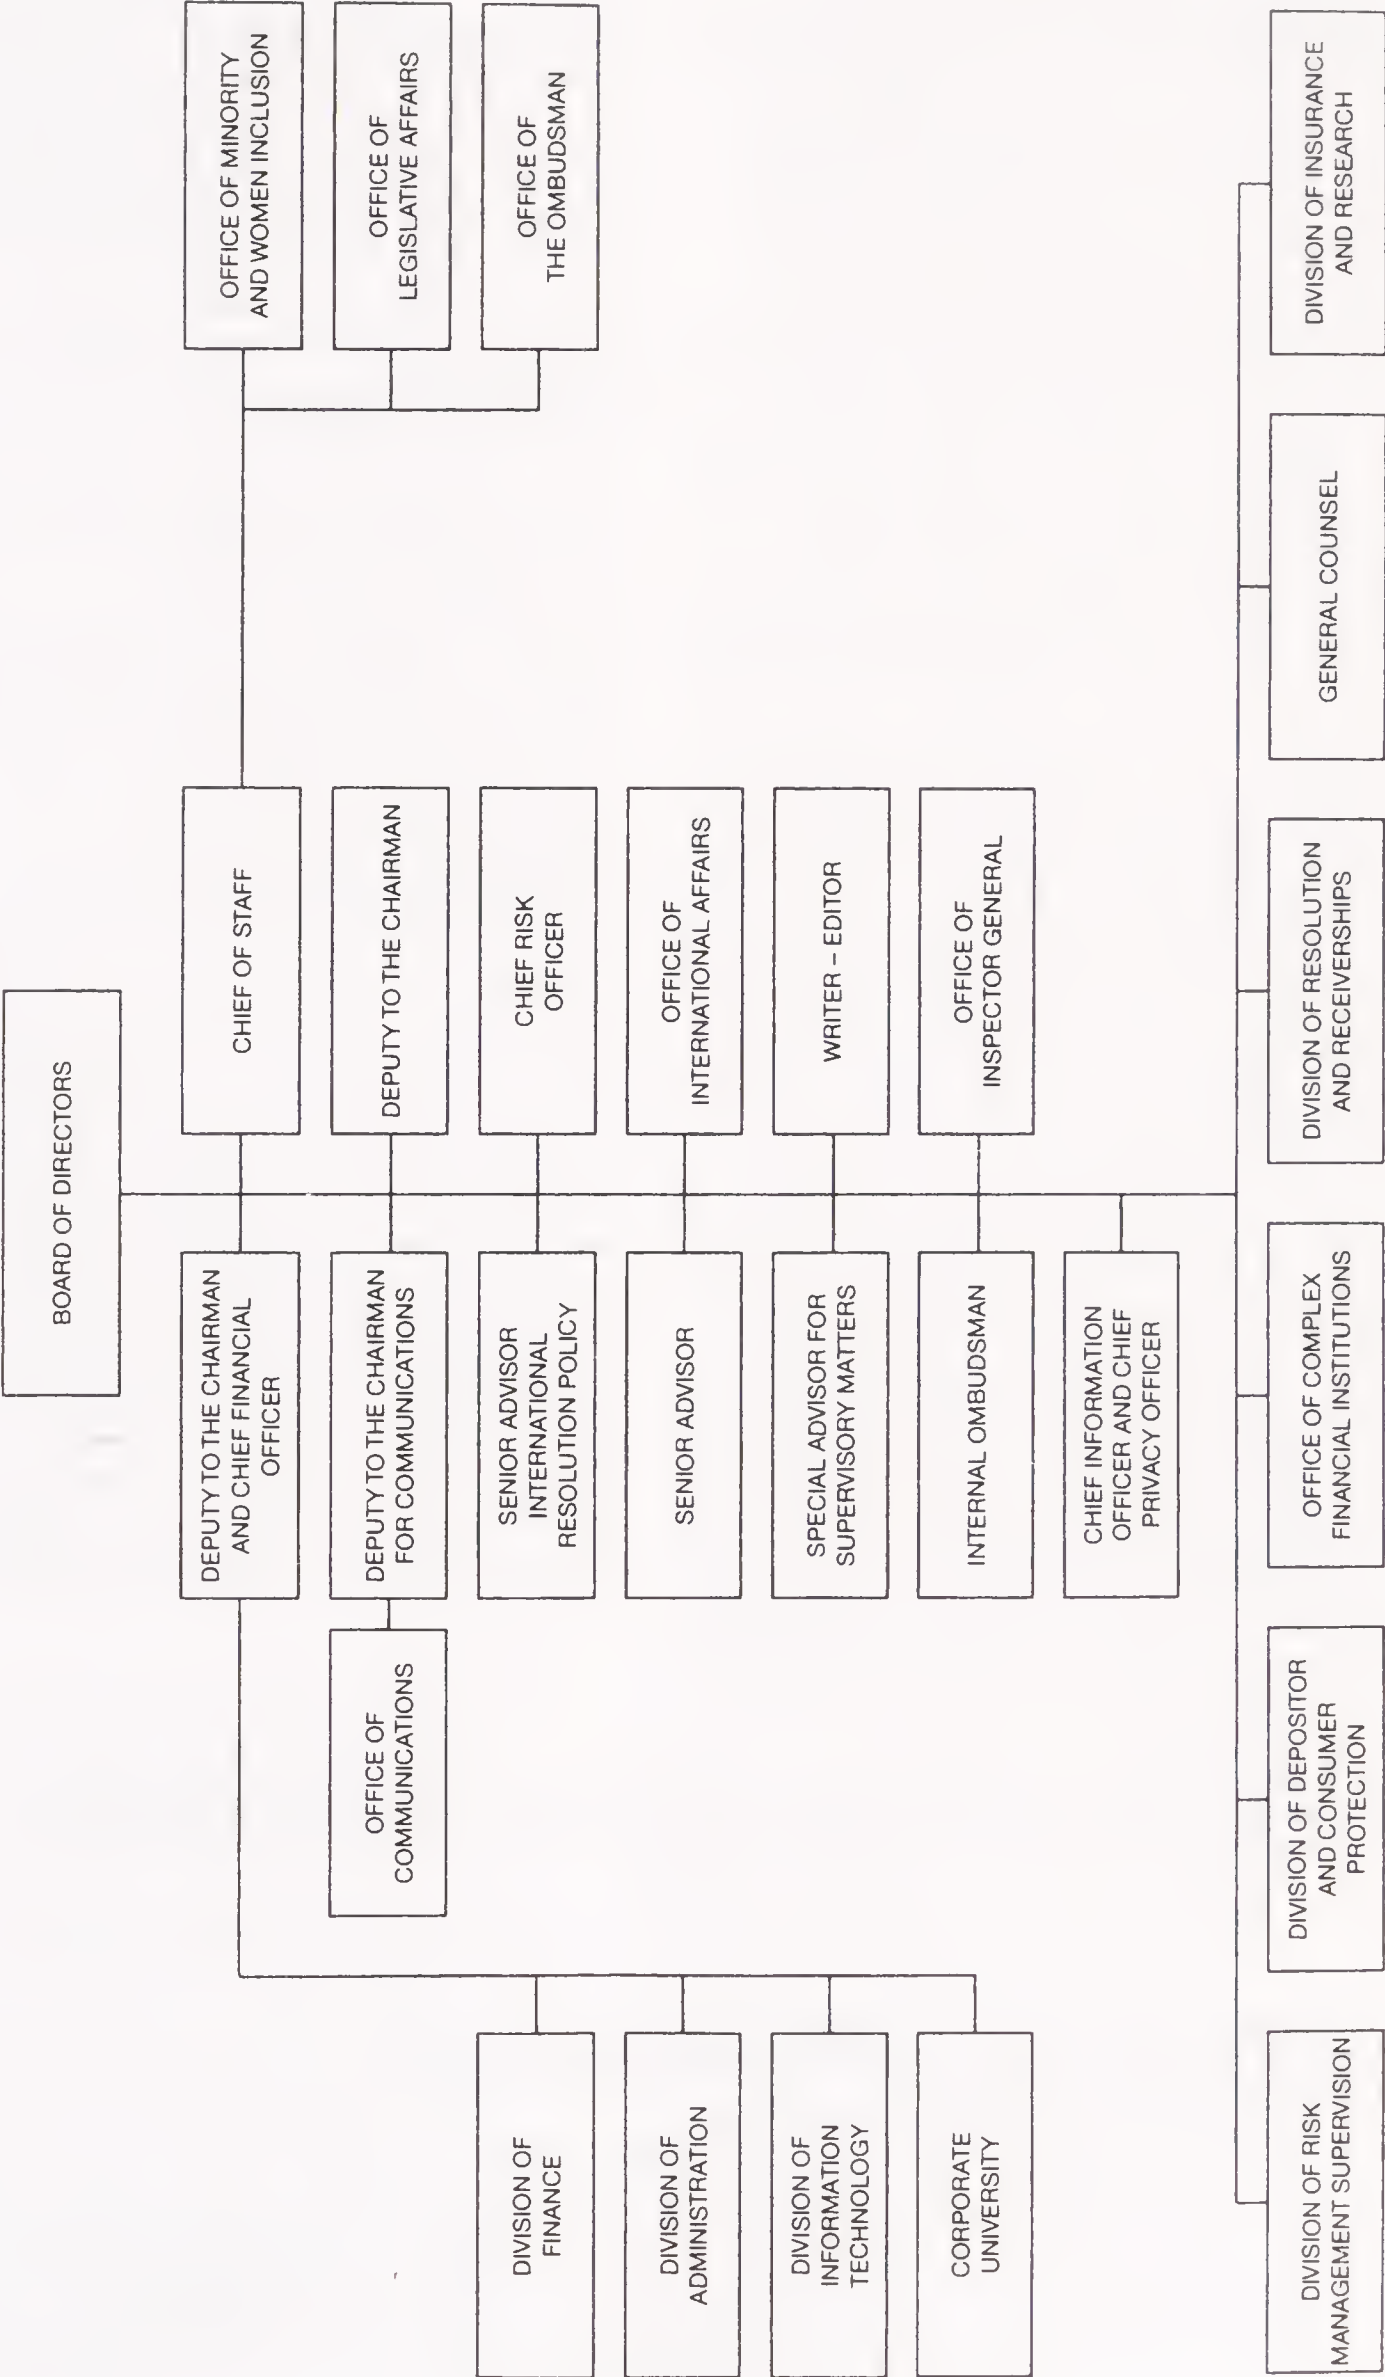 BOARD OF DIRECTORS
DEPUTY TO THE CHAIRMAN
AND CHIEF FINANCIAL
OFFICER
CHIEF OF STAFF
OFFICE OF MINORITY
AND WOMEN INCLUSION
OFFICE OF
COMMUNICATIONS
DEPUTY TO THE CHAIRMAN
FOR COMMUNICATIONS
DEPUTY TO THE CHAIRMAN
OFFICE OF
LEGISLATIVE AFFAIRS
DIVISION OF
FINANCE
SENIOR ADVISOR
INTERNATIONAL
RESOLUTION POLICY
CHIEF RISK
OFFICER
OFFICE OF
THE OMBUDSMAN
DIVISION OF
ADMINISTRATION
SENIOR ADVISOR
OFFICE OF
INTERNATIONAL AFFAIRS
DIVISION OF
INFORMATION
TECHNOLOGY
SPECIAL ADVISOR FOR
SUPERVISORY MATTERS
WRITER – EDITOR
CORPORATE
UNIVERSITY
INTERNAL OMBUDSMAN
OFFICE OF
INSPECTOR GENERAL
CHIEF INFORMATION
OFFICER AND CHIEF
PRIVACY OFFICER
DIVISION OF RISK
MANAGEMENT SUPERVISION
DIVISION OF DEPOSITOR
AND CONSUMER
PROTECTION
OFFICE OF COMPLEX
FINANCIAL INSTITUTIONS
DIVISION OF RESOLUTION
AND RECEIVERSHIPS
GENERAL COUNSEL
DIVISION OF INSURANCE
AND RESEARCH